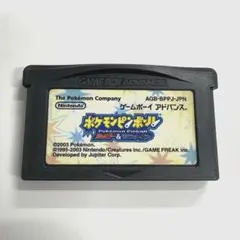 The Pokémon Company
AGB-BPPJ-JPN
Nintendo
ゲームボーイ アドバンス
ポケモンピンボール
©2003 Pokémon
©1995-2003 Nintendo/Creatures inc./GAME FREAK inc.
Developed by Jupiter Corp.